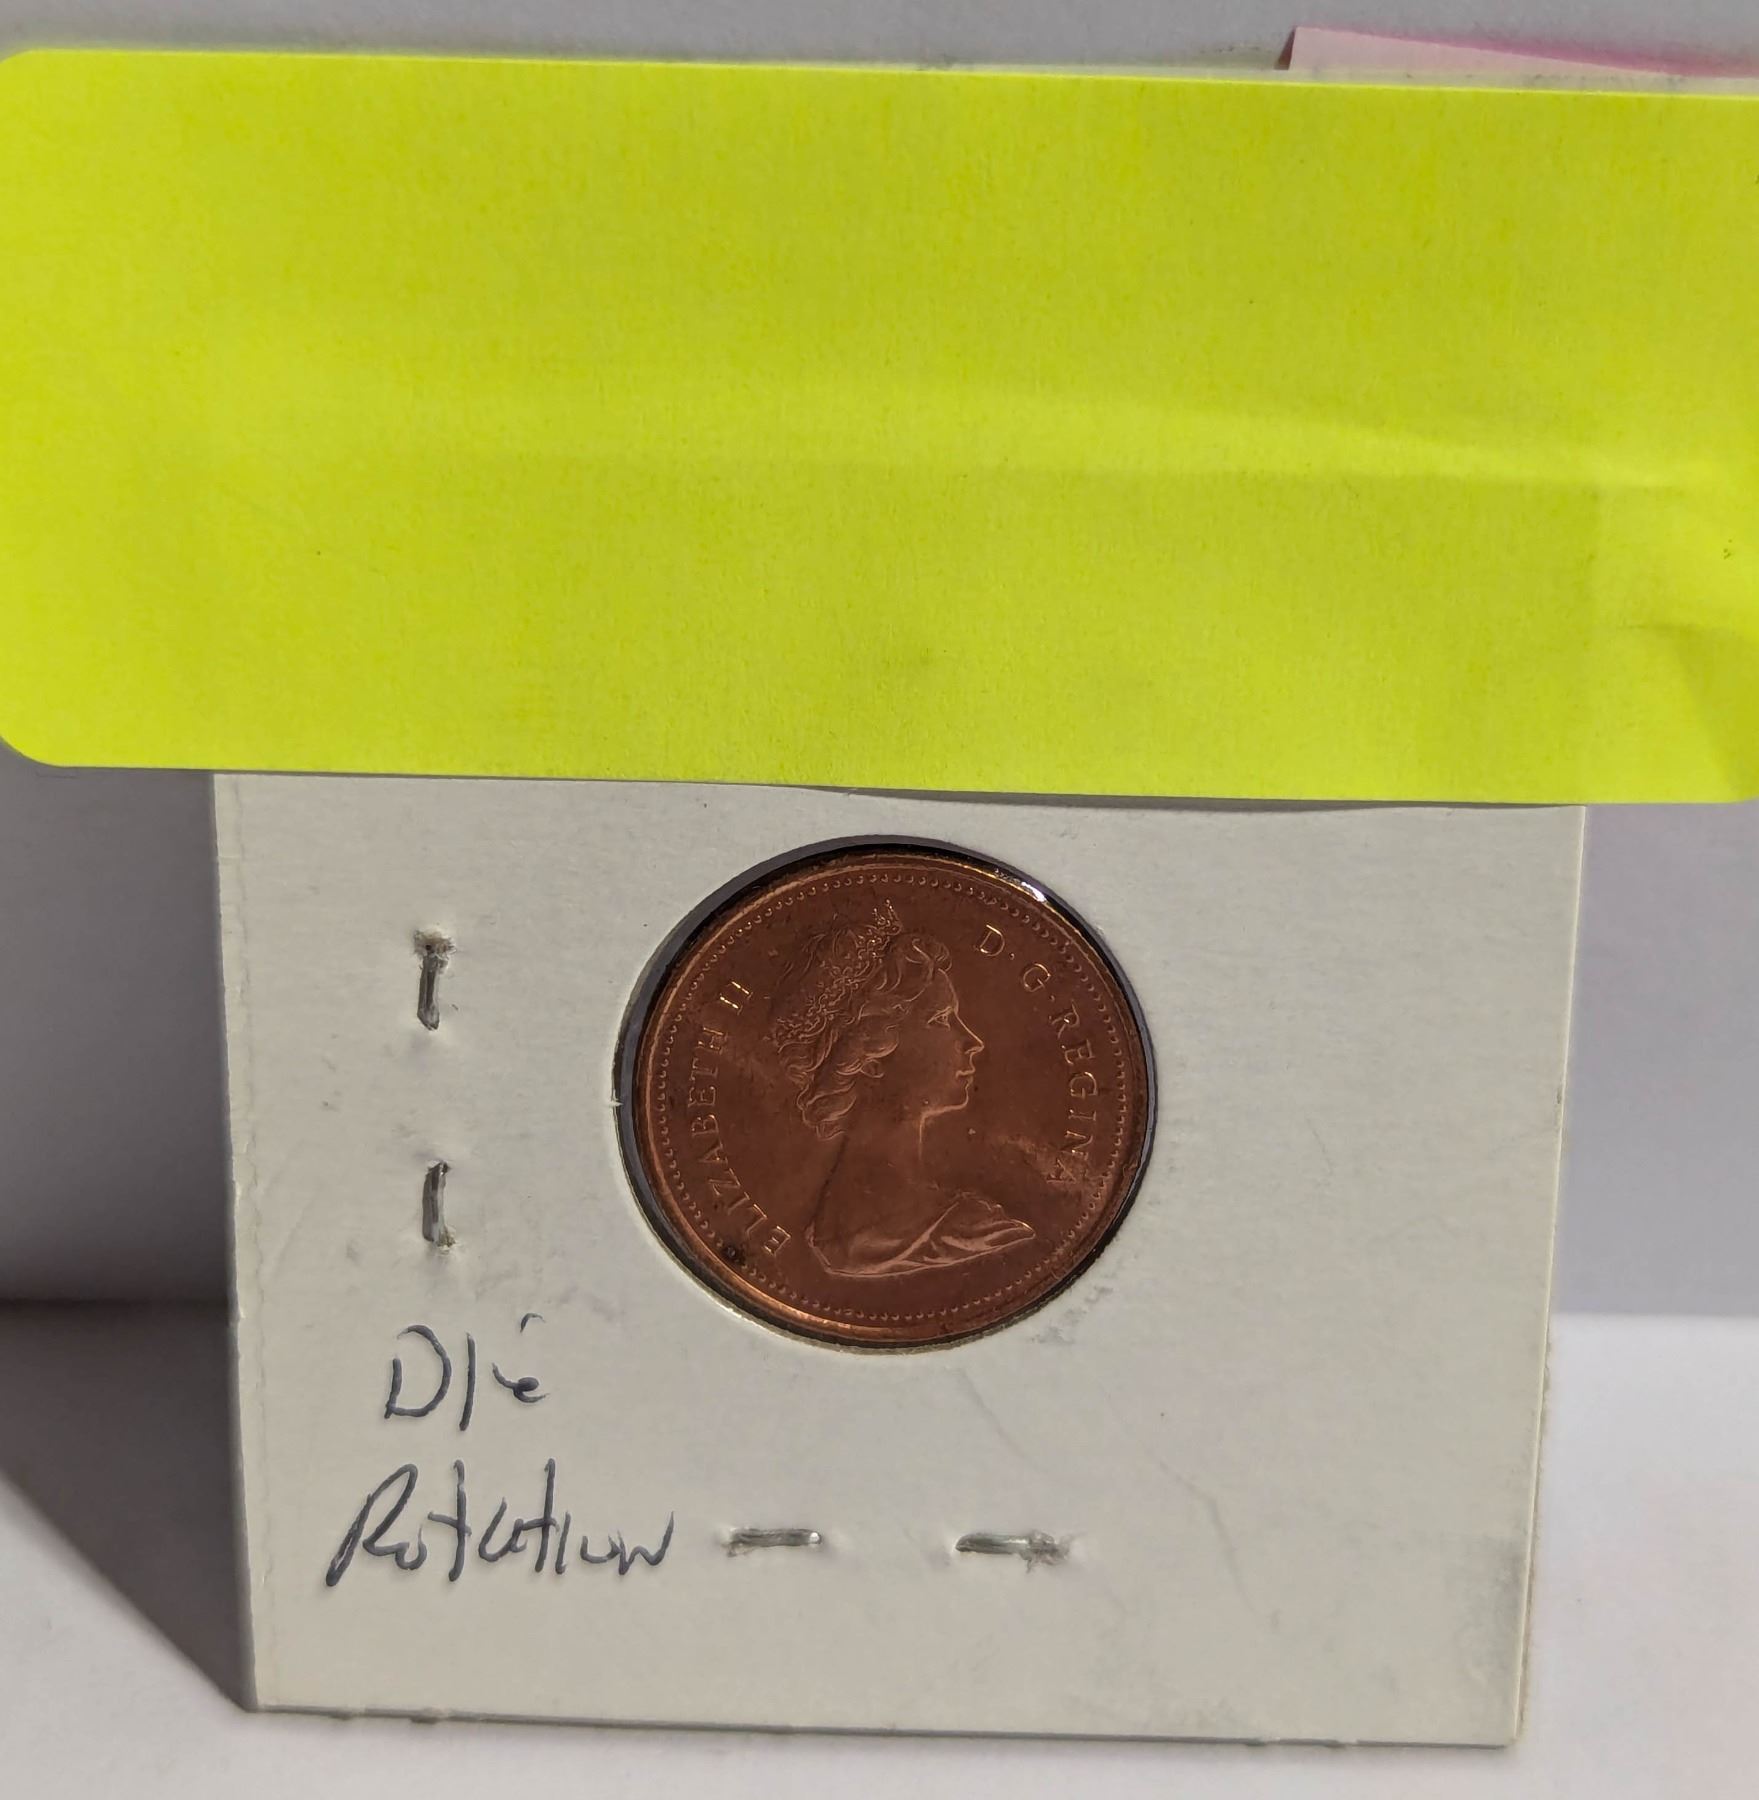 ELIZABETH II D·G·REGINA
Die
Rotation